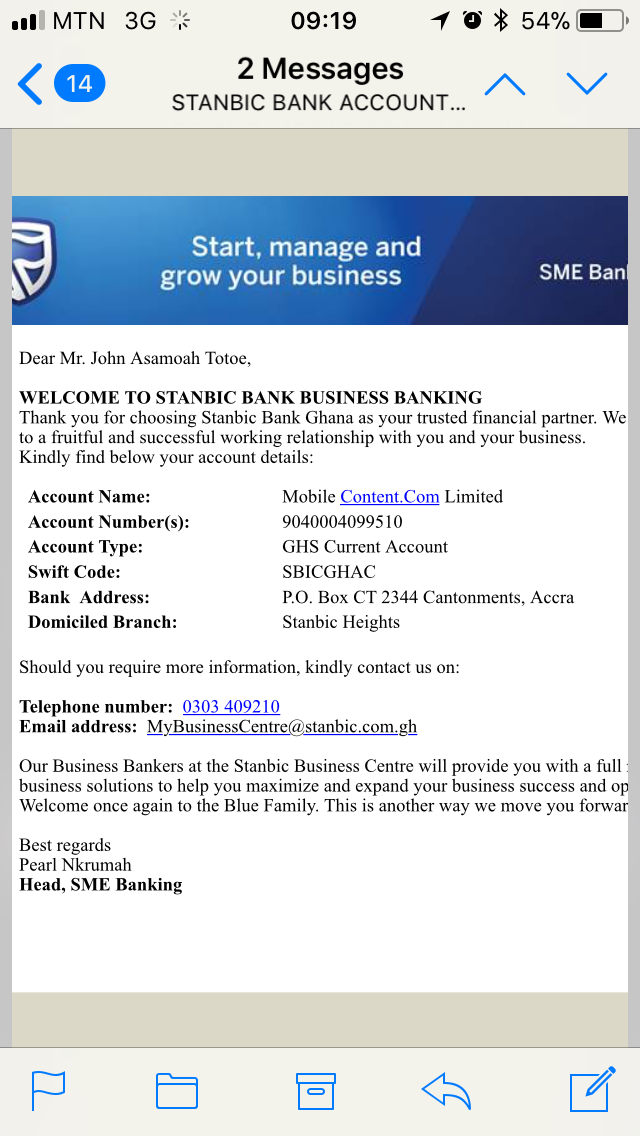 MTN 3G 09:19 54%
14
2 Messages
STANBIC BANK ACCOUNT...
Start, manage and
grow your business
SME
Dear Mr. John Asamoah Totoe,
WELCOME TO STANBIC BANK BUSINESS BANKING
Thank you for choosing Stanbic Bank Ghana as your trusted financial partner. We
to a fruitful and successful working relationship with you and your business.
Kindly find below your account details:
Account Name: Mobile Content.Com Limited
Account Number(s): 9040004099510
Account Type: GHS Current Account
Swift Code: SBICGHAC
Bank Address: P.O. Box CT 2344 Cantonments, Accra
Domiciled Branch: Stanbic Heights
Should you require more information, kindly contact us on:
Telephone number: 0303 409210
Email address: MyBusinessCentre@stanbic.com.gh
Our Business Bankers at the Stanbic Business Centre will provide you with a full
business solutions to help you maximize and expand your business success and op
Welcome once again to the Blue Family. This is another way we move you forwar
Best regards
Pearl Nkrumah
Head, SME Banking